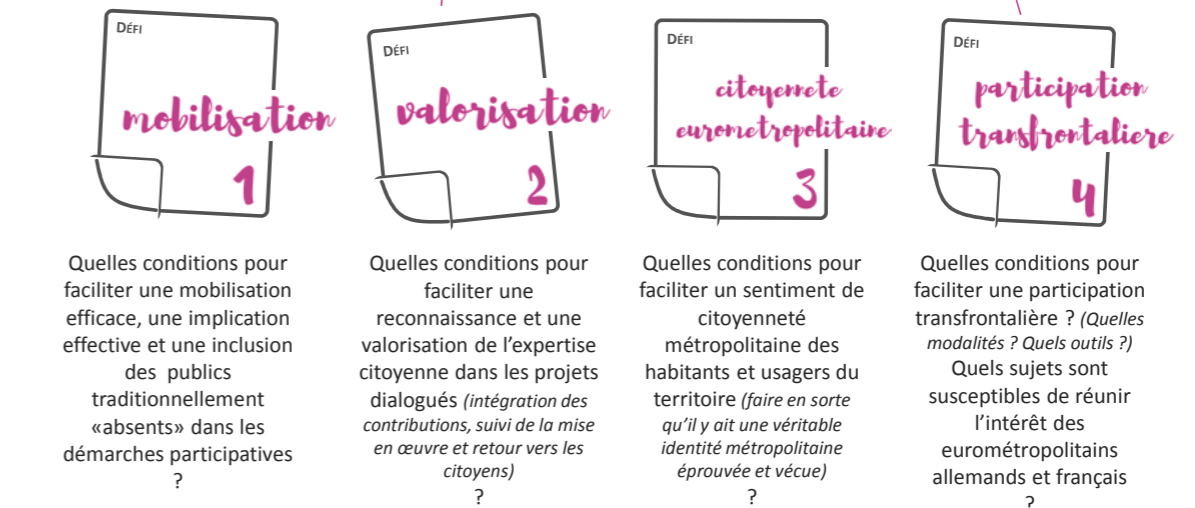 DÉFI
mobilisation
1
Quelles conditions pour
faciliter une mobilisation
efficace, une implication
effective et une inclusion
des publics
traditionnellement
«absents» dans les
démarches participatives
?
DÉFI
valorisation
2
Quelles conditions pour
faciliter une
reconnaissance et une
valorisation de l’expertise
citoyenne dans les projets
dialogués (intégration des
contributions, suivi de la mise
en œuvre et retour vers les
citoyens)
?
DÉFI
citoyennete
eurometropolitaine
3
Quelles conditions pour
faciliter un sentiment de
citoyenneté
métropolitaine des
habitants et usagers du
territoire (faire en sorte
qu’il y ait une véritable
identité métropolitaine
éprouvée et vécue)
?
DÉFI
participation
transfrontaliere
4
Quelles conditions pour
faciliter une participation
transfrontalière ? (Quelles
modalités ? Quels outils ?)
Quels sujets sont
susceptibles de réunir
l’intérêt des
eurométropolitains
allemands et français
?